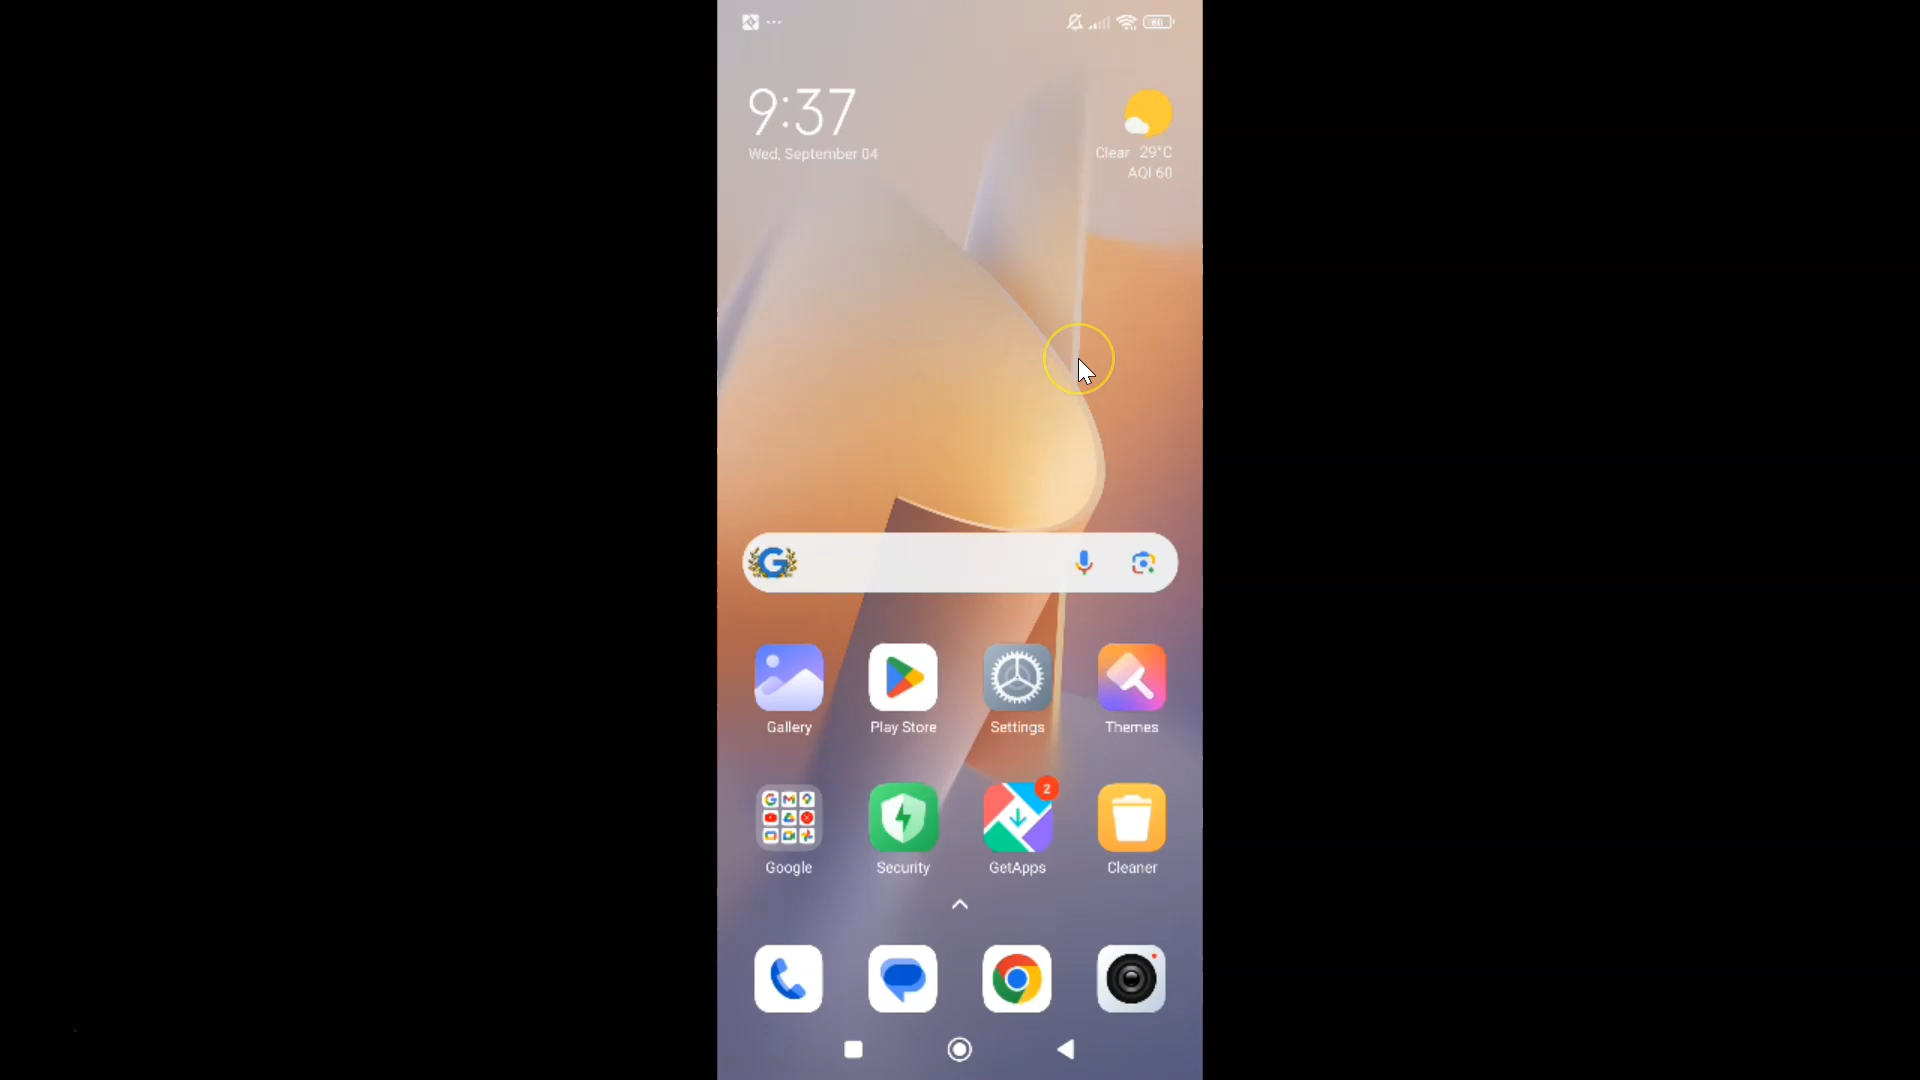 60
9:37
Wed, September 04
Clear 29°C
AQI 60
G
Gallery
Play Store
Settings
Themes
2
Google
Security
GetApps
Cleaner